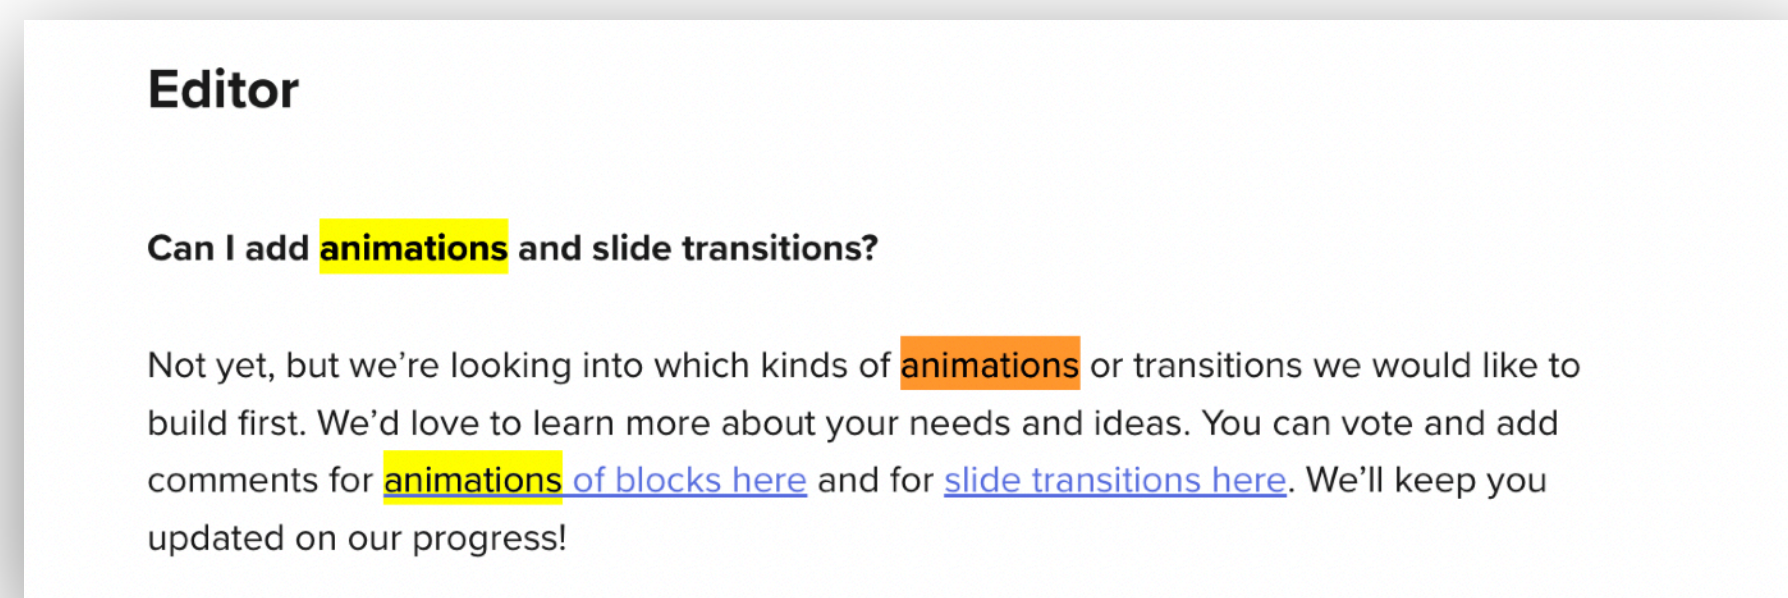 Editor
Can I add animations and slide transitions?
Not yet, but we’re looking into which kinds of animations or transitions we would like to
build first. We’d love to learn more about your needs and ideas. You can vote and add
comments for animations of blocks here and for slide transitions here. We’ll keep you
updated on our progress!